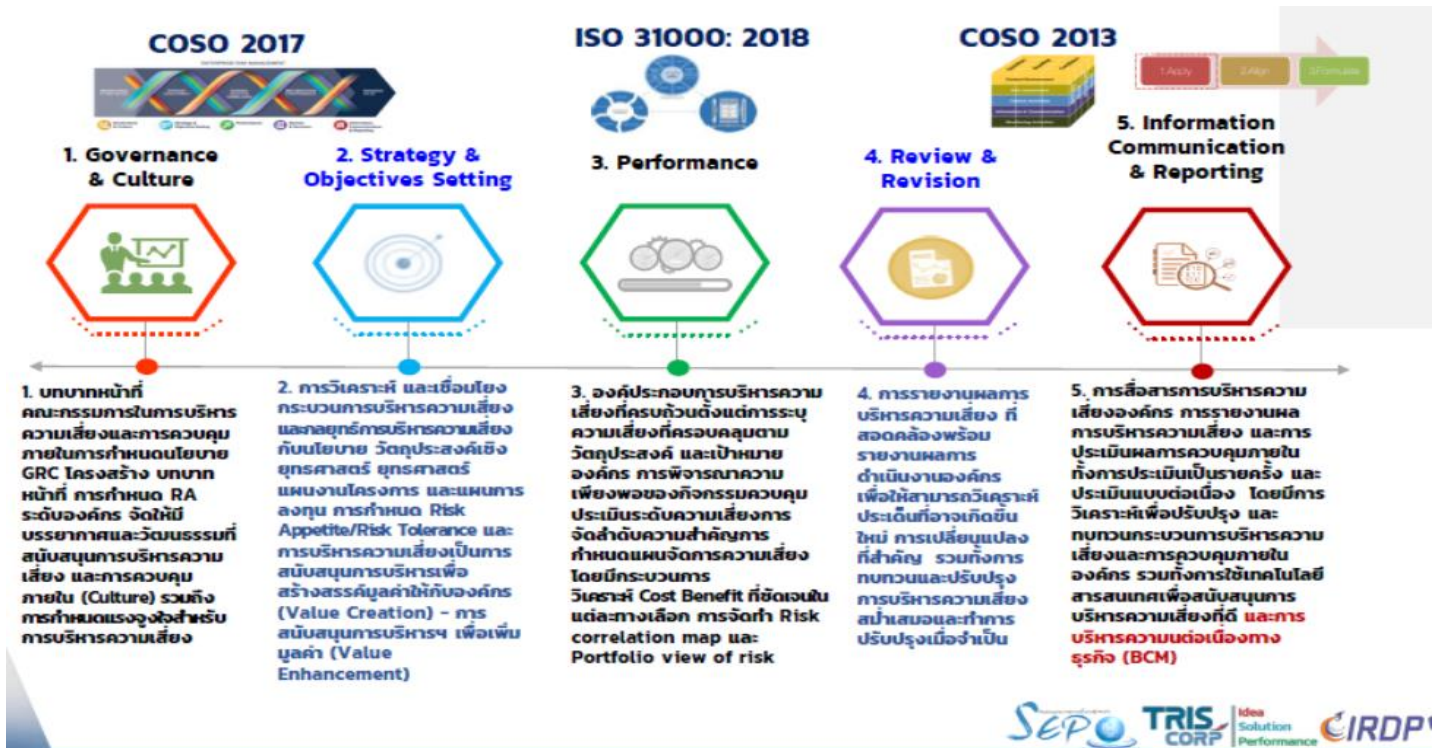 COSO 2017
ISO 31000: 2018
COSO 2013
1.Apply
2.Align
3.Formulate
1. Governance
& Culture
2. Strategy &
Objectives Setting
3. Performance
4. Review &
Revision
5. Information
Communication
& Reporting
1. บทบาทหน้าที่
คณะกรรมการในการบริหาร
ความเสี่ยงและการควบคุม
ภายในการกำหนดนโยบาย
GRC โครงสร้าง บทบาท
หน้าที่ การกำหนด RA
ระดับองค์กร จัดให้มี
บรรยากาศและวัฒนธรรมที่
สนับสนุนการบริหารความ
เสี่ยง และการควบคุม
ภายใน (Culture) รวมถึง
การกำหนดแรงจูงใจสำหรับ
การบริหารความเสี่ยง
2. การวิเคราะห์ และเชื่อมโยง
กระบวนการบริหารความเสี่ยง
และกลยุทธ์การบริหารความเสี่ยง
กับนโยบาย วัตถุประสงค์เชิง
ยุทธศาสตร์ ยุทธศาสตร์
แผนงานโครงการ และแผนการ
ลงทุน การกำหนด Risk
Appetite/Risk Tolerance และ
การบริหารความเสี่ยงเป็นการ
สนับสนุนการบริหารเพื่อ
สร้างสรรค์มูลค่าให้กับองค์กร
(Value Creation) - การ
สนับสนุนการบริหารฯ เพื่อเพิ่ม
มูลค่า (Value
Enhancement)
3. องค์ประกอบการบริหารความ
เสี่ยงที่ครบถ้วนตั้งแต่การระบุ
ความเสี่ยงที่ครอบคลุมตาม
วัตถุประสงค์ และเป้าหมาย
องค์กร การพิจารณาความ
เพียงพอของกิจกรรมควบคุม
ประเมินระดับความเสี่ยงการ
จัดลำดับความสำคัญการ
กำหนดแผนจัดการความเสี่ยง
โดยมีกระบวนการ
วิเคราะห์ Cost Benefit ที่ชัดเจนใน
แต่ละทางเลือก การจัดทำ Risk
correlation map และ
Portfolio view of risk
4. การรายงานผลการ
บริหารความเสี่ยง ที่
สอดคล้องพร้อม
รายงานผลการ
ดำเนินงานองค์กร
เพื่อให้สามารถวิเคราะห์
ประเด็นที่อาจเกิดขึ้น
ใหม่ การเปลี่ยนแปลง
ที่สำคัญ รวมทั้งการ
ทบทวนและปรับปรุง
การบริหารความเสี่ยง
สม่ำเสมอและทำการ
ปรับปรุงเมื่อจำเป็น
5. การสื่อสารการบริหารความ
เสี่ยงองค์กร การรายงานผล
การบริหารความเสี่ยง และการ
ประเมินผลการควบคุมภายใน
ทั้งการประเมินเป็นรายครั้ง และ
ประเมินแบบต่อเนื่อง โดยมีการ
วิเคราะห์เพื่อปรับปรุง และ
ทบทวนกระบวนการบริหารความ
เสี่ยงและการควบคุมภายใน
องค์กร รวมทั้งการใช้เทคโนโลยี
สารสนเทศเพื่อสนับสนุนการ
บริหารความเสี่ยงที่ดี และการ
บริหารความนต่อเนื่องทาง
ธุรกิจ (BCM)
SEPO
TRIS
CORP
Idea
Solution
Performance
IRDP